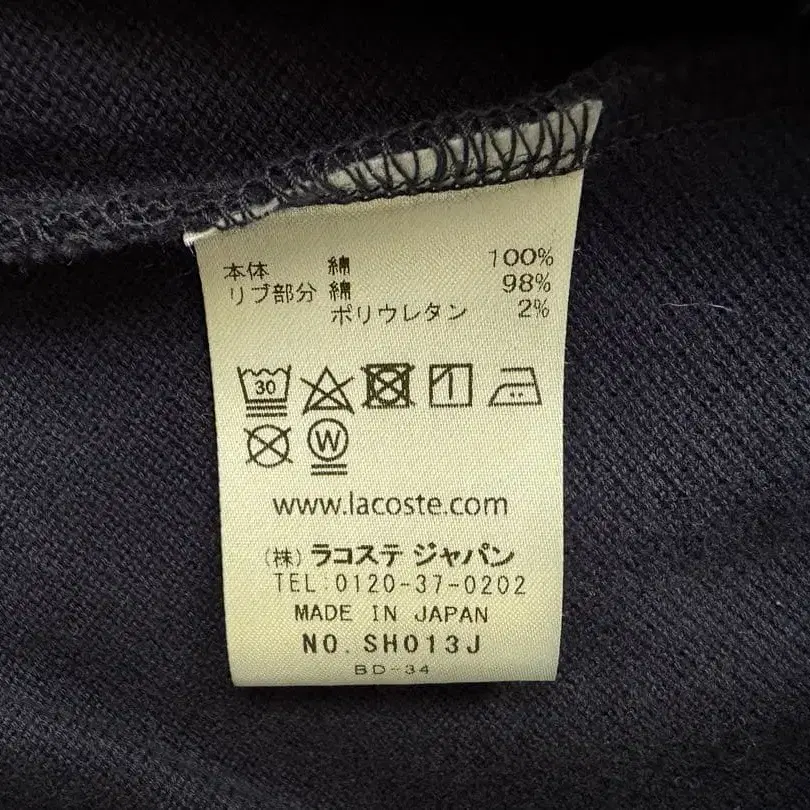 本体 綿 100%
リブ部分 綿 98%
ポリウレタン 2%
30
W
www.lacoste.com
(株) ラコステ ジャパン
TEL:0120-37-0202
MADE IN JAPAN
NO. SH013J
BD-34